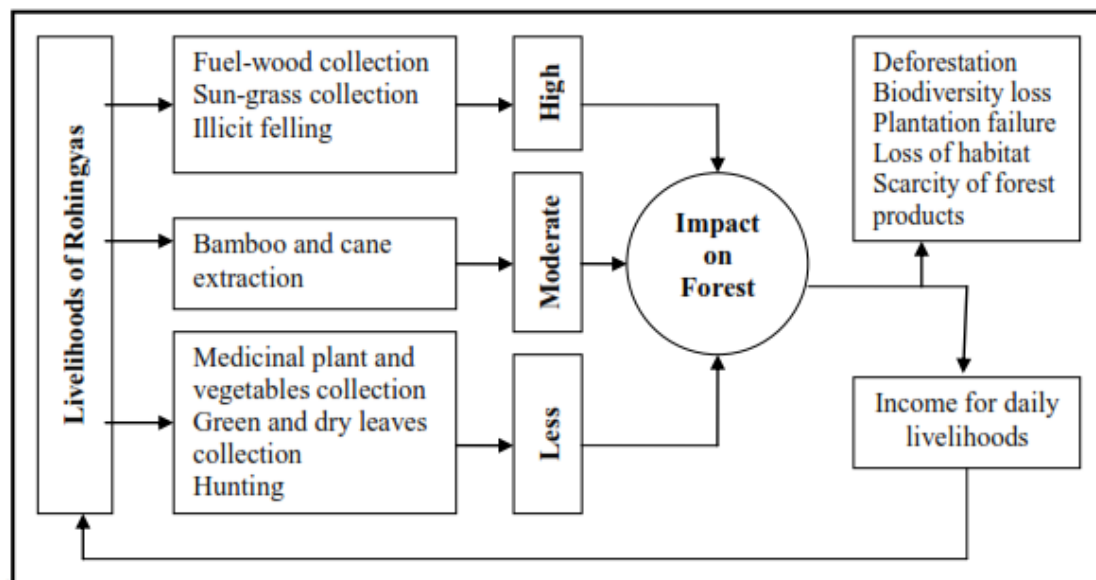 Livelihoods of Rohingyas
Fuel-wood collection
Sun-grass collection
Illicit felling
High
Bamboo and cane
extraction
Moderate
Medicinal plant and
vegetables collection
Green and dry leaves
collection
Hunting
Less
Impact
on
Forest
Deforestation
Biodiversity loss
Plantation failure
Loss of habitat
Scarcity of forest
products
Income for daily
livelihoods